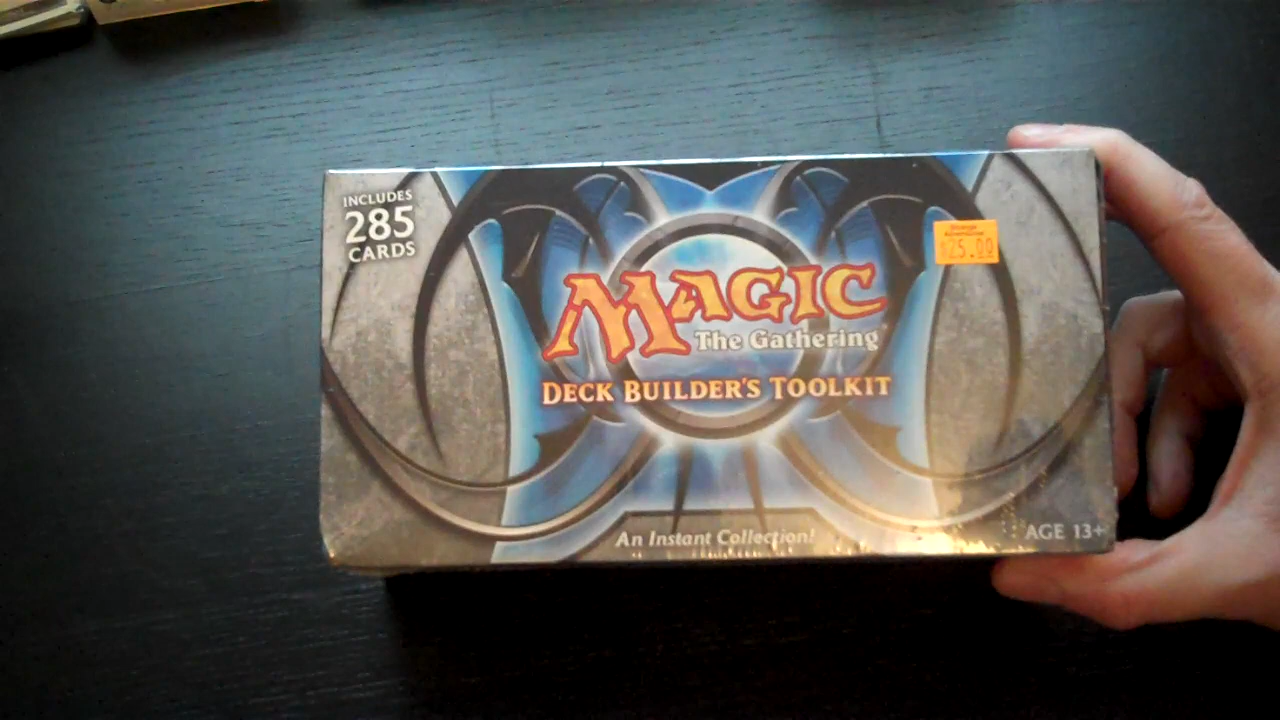 INCLUDES
285
CARDS
$25.00
MAGIC
The Gathering
DECK BUILDER'S TOOLKIT
An Instant Collection!
AGE 13+